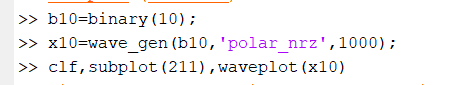 >> b10=binary(10);
>> x10=wave_gen(b10,'polar_nrz',1000);
>> clf,subplot(211),waveplot(x10)